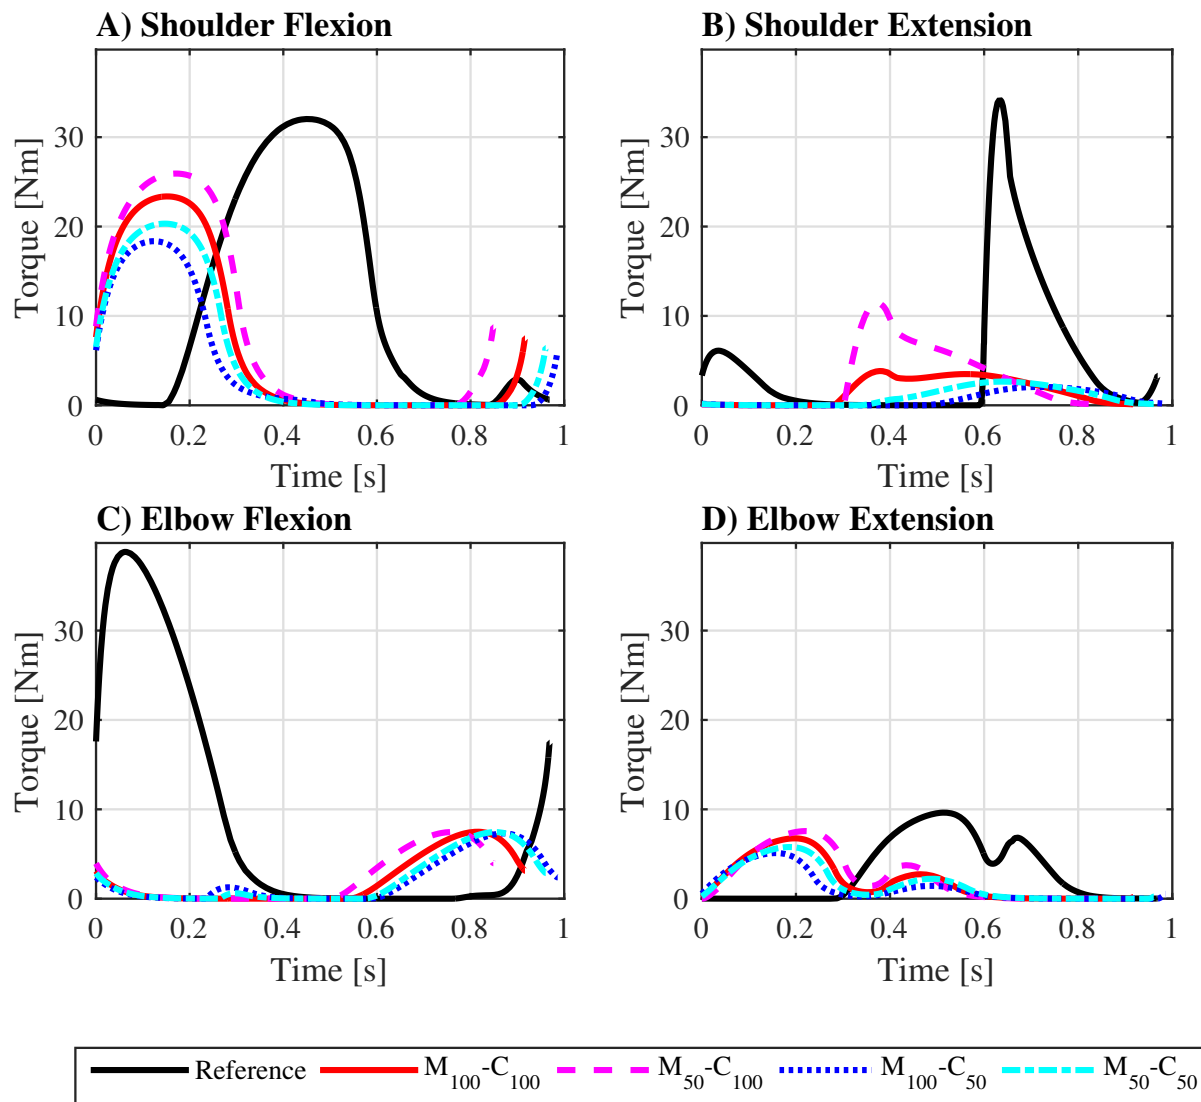 A) Shoulder Flexion
B) Shoulder Extension
Torque [Nm]
30
20
10
0
0 0.2 0.4 0.6 0.8 1
Time [s]
Torque [Nm]
30
20
10
0
0 0.2 0.4 0.6 0.8 1
Time [s]
C) Elbow Flexion
D) Elbow Extension
Torque [Nm]
30
20
10
0
0 0.2 0.4 0.6 0.8 1
Time [s]
Torque [Nm]
30
20
10
0
0 0.2 0.4 0.6 0.8 1
Time [s]
Reference M100-C100 M50-C100 M100-C50 M50-C50